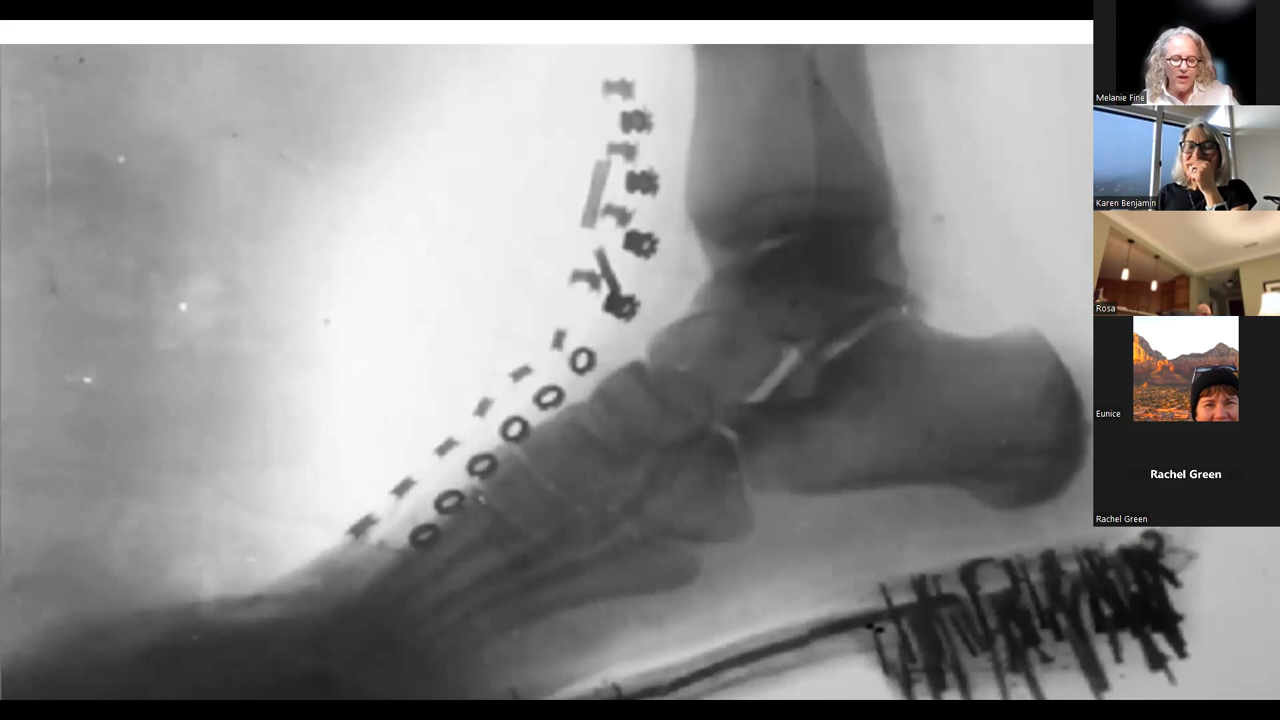 Melanie Fine
Karen Benjamin
Rosa
Eunice
Rachel Green
Rachel Green